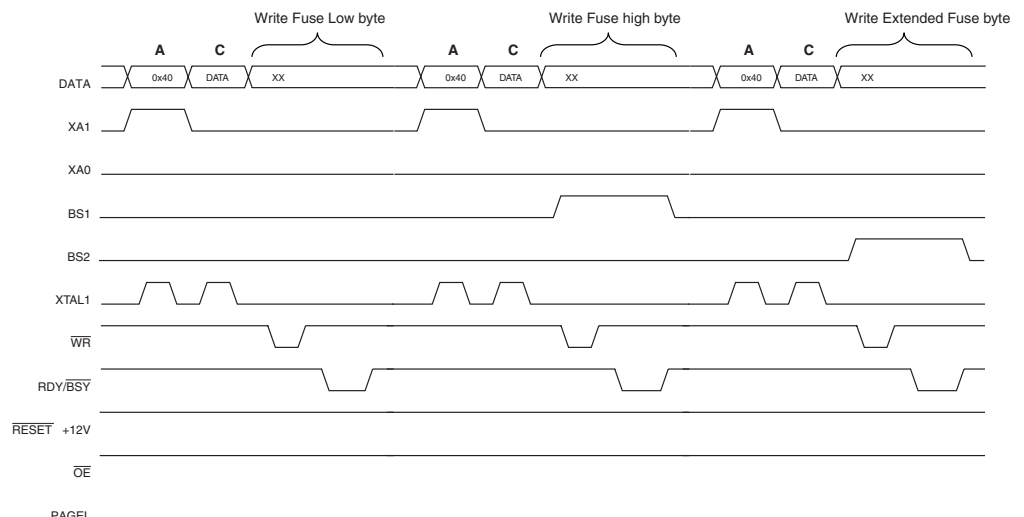 Write Fuse Low byte Write Fuse high byte Write Extended Fuse byte
A C A C A C
DATA 0x40 DATA XX 0x40 DATA XX 0x40 DATA XX
XA1
XA0
BS1
BS2
XTAL1
WR
RDY/BSY
RESET +12V
OE
PAGEL